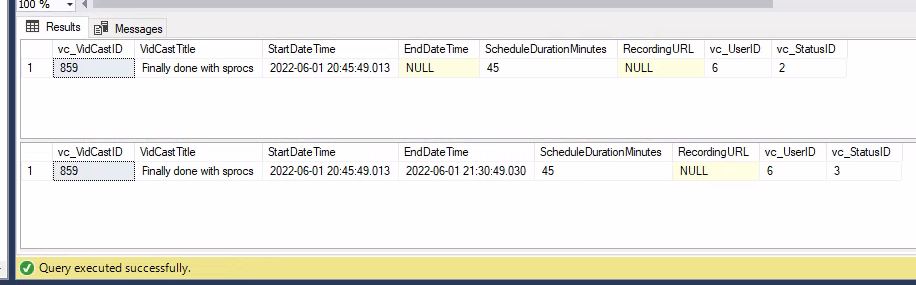 100 %
Results Messages
vc_VidCastID VidCastTitle StartDateTime EndDateTime ScheduleDurationMinutes RecordingURL vc_UserID vc_StatusID
1 859 Finally done with sprocs 2022-06-01 20:45:49.013 NULL 45 NULL 6 2
vc_VidCastID VidCastTitle StartDateTime EndDateTime ScheduleDurationMinutes RecordingURL vc_UserID vc_StatusID
1 859 Finally done with sprocs 2022-06-01 20:45:49.013 2022-06-01 21:30:49.030 45 NULL 6 3
Query executed successfully.